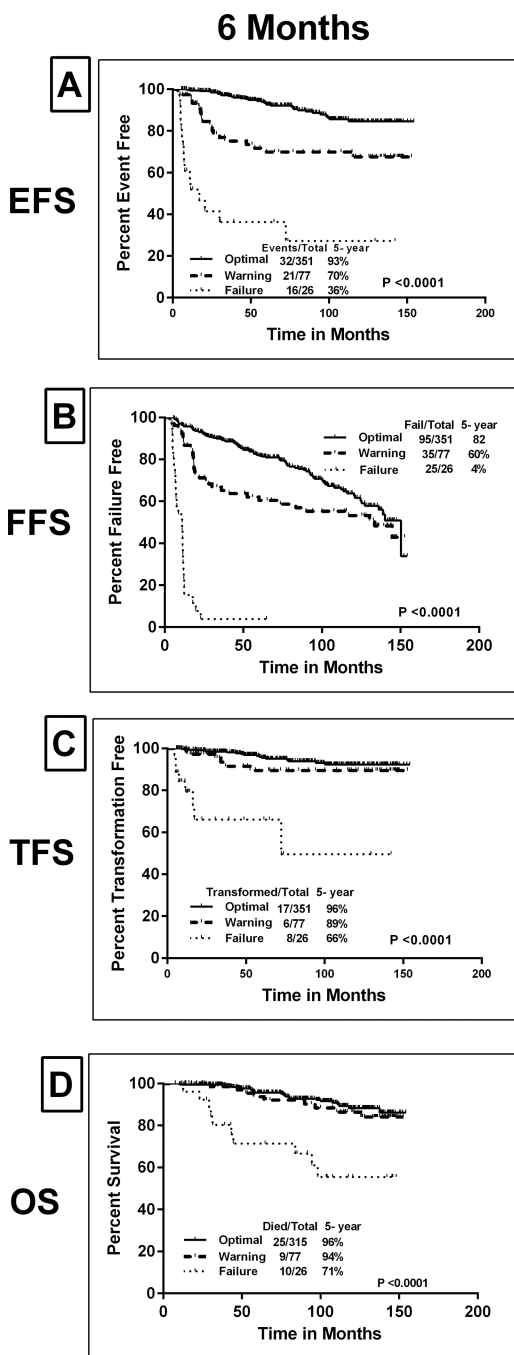 6 Months
A
EFS
Percent Event Free
100
80
60
40
20
0
Events/Total 5- year
Optimal 32/351 93%
Warning 21/77 70%
Failure 16/26 36%
P <0.0001
0 50 100 150 200
Time in Months
B
FFS
Percent Failure Free
100
80
60
40
20
0
Fail/Total 5- year
Optimal 95/351 82
Warning 35/77 60%
Failure 25/26 4%
P <0.0001
0 50 100 150 200
Time in Months
C
TFS
Percent Transformation Free
100
80
60
40
20
0
Transformed/Total 5- year
Optimal 17/351 96%
Warning 6/77 89%
Failure 8/26 66%
P <0.0001
0 50 100 150 200
Time in Months
D
OS
Percent Survival
100
80
60
40
20
0
Died/Total 5- year
Optimal 25/315 96%
Warning 9/77 94%
Failure 10/26 71%
P <0.0001
0 50 100 150 200
Time in Months